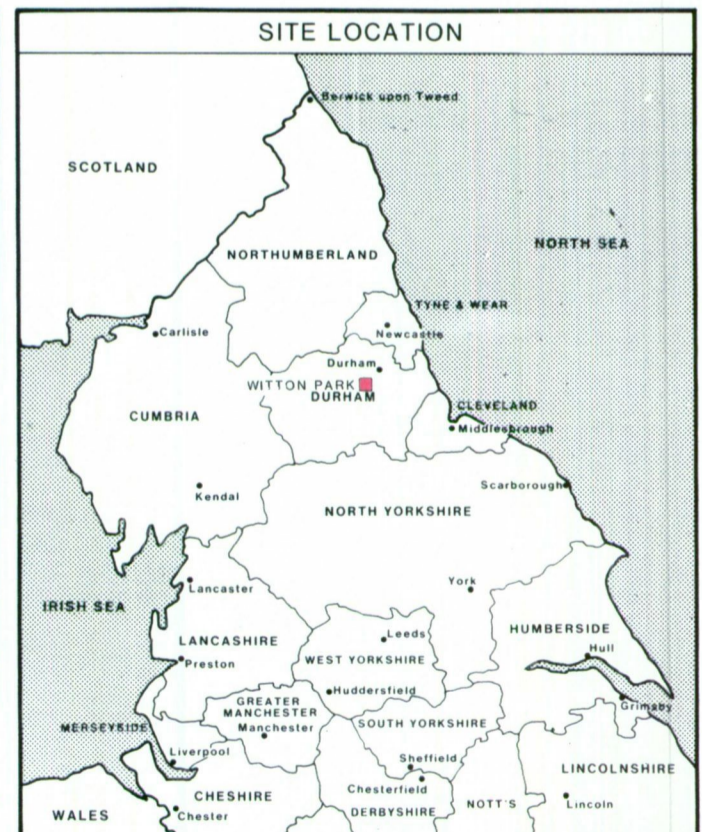 SITE LOCATION
Berwick upon Tweed
SCOTLAND
NORTH SEA
NORTHUMBERLAND
TYNE & WEAR
Carlisle
Newcastle
Durham
WITTON PARK
DURHAM
CLEVELAND
CUMBRIA
Middlesbrough
Scarborough
Kendal
NORTH YORKSHIRE
York
Lancaster
IRISH SEA
HUMBERSIDE
Leeds
LANCASHIRE
Hull
WEST YORKSHIRE
Preston
Huddersfield
GREATER
MANCHESTER
Grimsby
SOUTH YORKSHIRE
MERSEYSIDE
Manchester
Liverpool
Sheffield
LINCOLNSHIRE
Chesterfield
CHESHIRE
NOTT'S
Lincoln
DERBYSHIRE
WALES
Chester